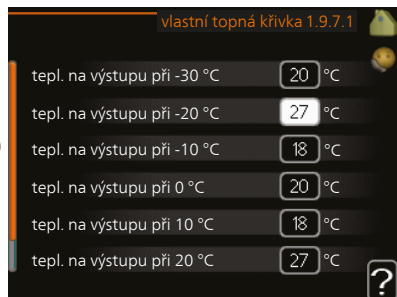 vlastní topná křivka 1.9.7.1
tepl. na výstupu při -30 °C 20 °C
tepl. na výstupu při -20 °C 27 °C
tepl. na výstupu při -10 °C 18 °C
tepl. na výstupu při 0 °C 20 °C
tepl. na výstupu při 10 °C 18 °C
tepl. na výstupu při 20 °C 27 °C
?